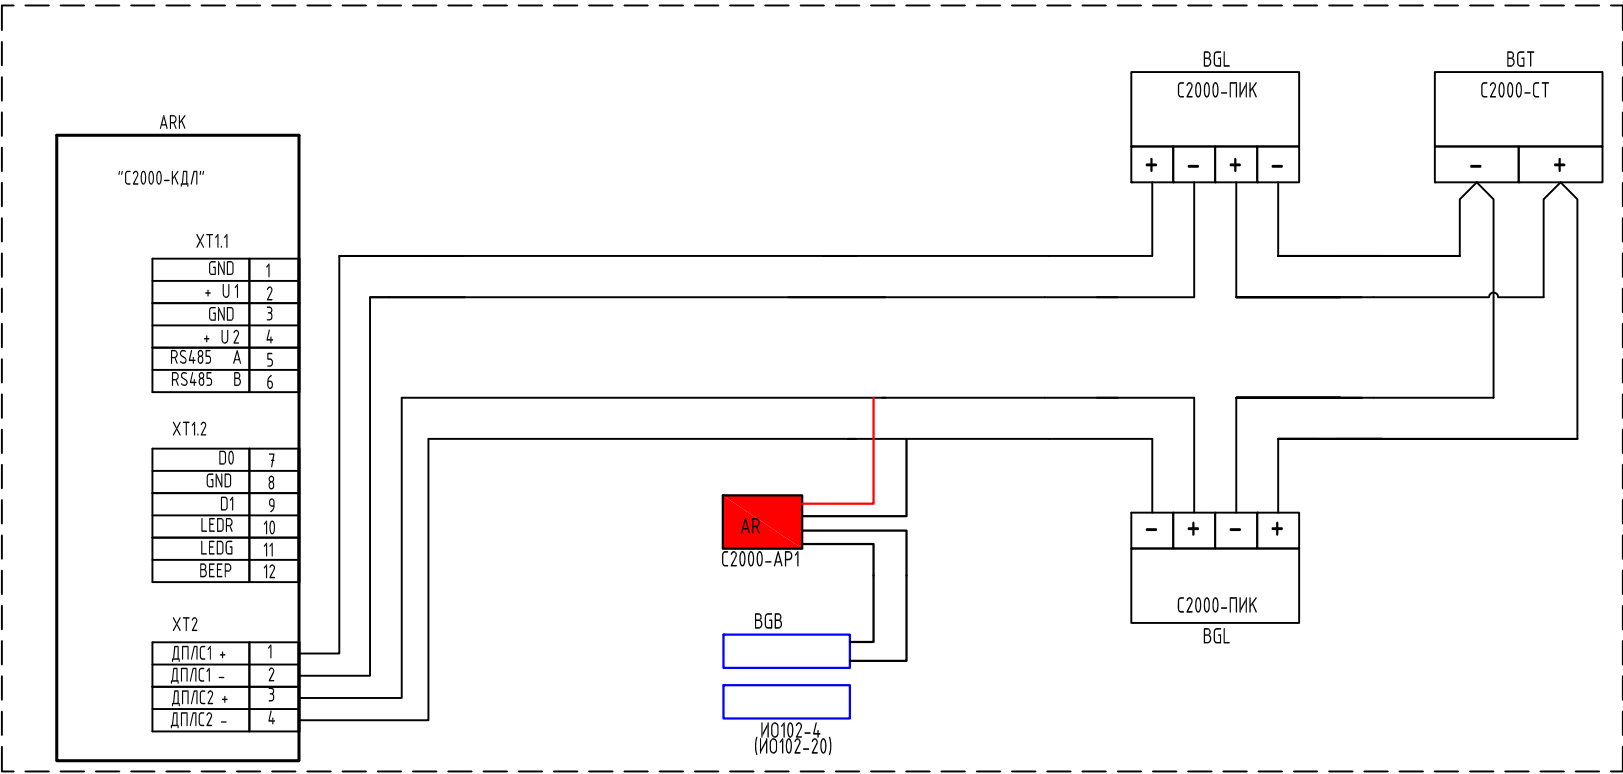 BGL
С2000-ПИК
+ - + -
BGT
С2000-СТ
- +
ARK
"С2000-КДЛ"
XT1.1
GND 1
+ U1 2
GND 3
+ U2 4
RS485 A 5
RS485 B 6
XT1.2
D0 7
GND 8
D1 9
LEDR 10
LEDG 11
BEEP 12
XT2
ДПЛС1 + 1
ДПЛС1 - 2
ДПЛС2 + 3
ДПЛС2 - 4
AR
С2000-АР1
BGB
ИО102-4
(ИО102-20)
- + - +
С2000-ПИК
BGL